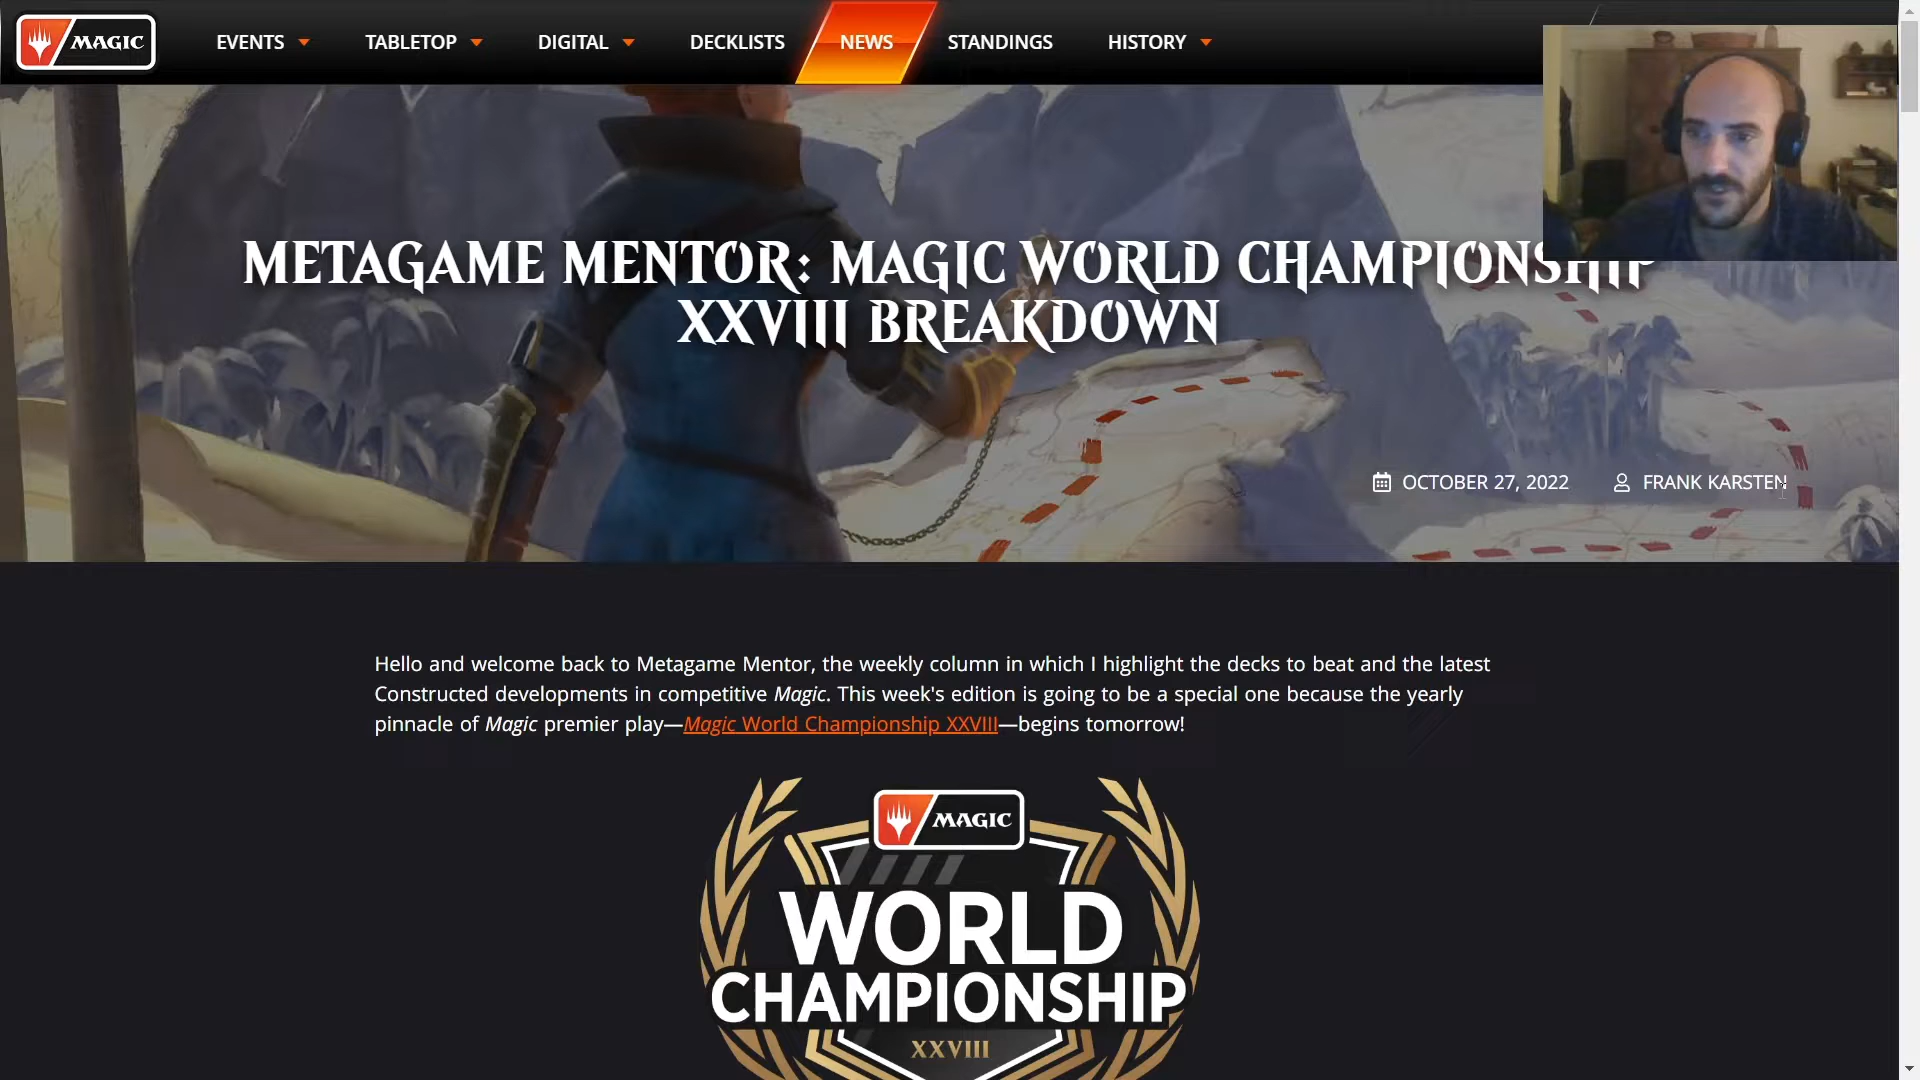 MAGIC
EVENTS
TABLETOP
DIGITAL
DECKLISTS
NEWS
STANDINGS
HISTORY
METAGAME MENTOR: MAGIC WORLD CHAMPIONSHIP
XXVIII BREAKDOWN
OCTOBER 27, 2022
FRANK KARSTEN
Hello and welcome back to Metagame Mentor, the weekly column in which I highlight the decks to beat and the latest
Constructed developments in competitive Magic. This week's edition is going to be a special one because the yearly
pinnacle of Magic premier play—Magic World Championship XXVIII—begins tomorrow!
MAGIC
WORLD
CHAMPIONSHIP
XXVIII